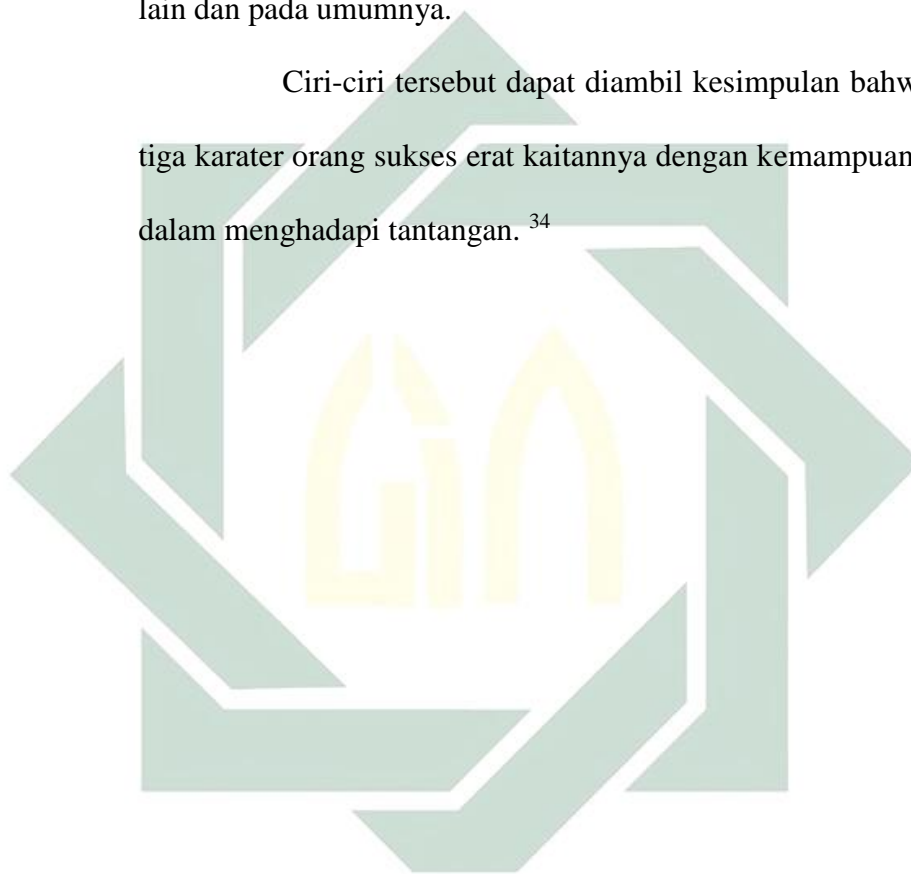 lain dan pada umumnya.
Ciri-ciri tersebut dapat diambil kesimpulan bahw
tiga karater orang sukses erat kaitannya dengan kemampuan
dalam menghadapi tantangan. 34